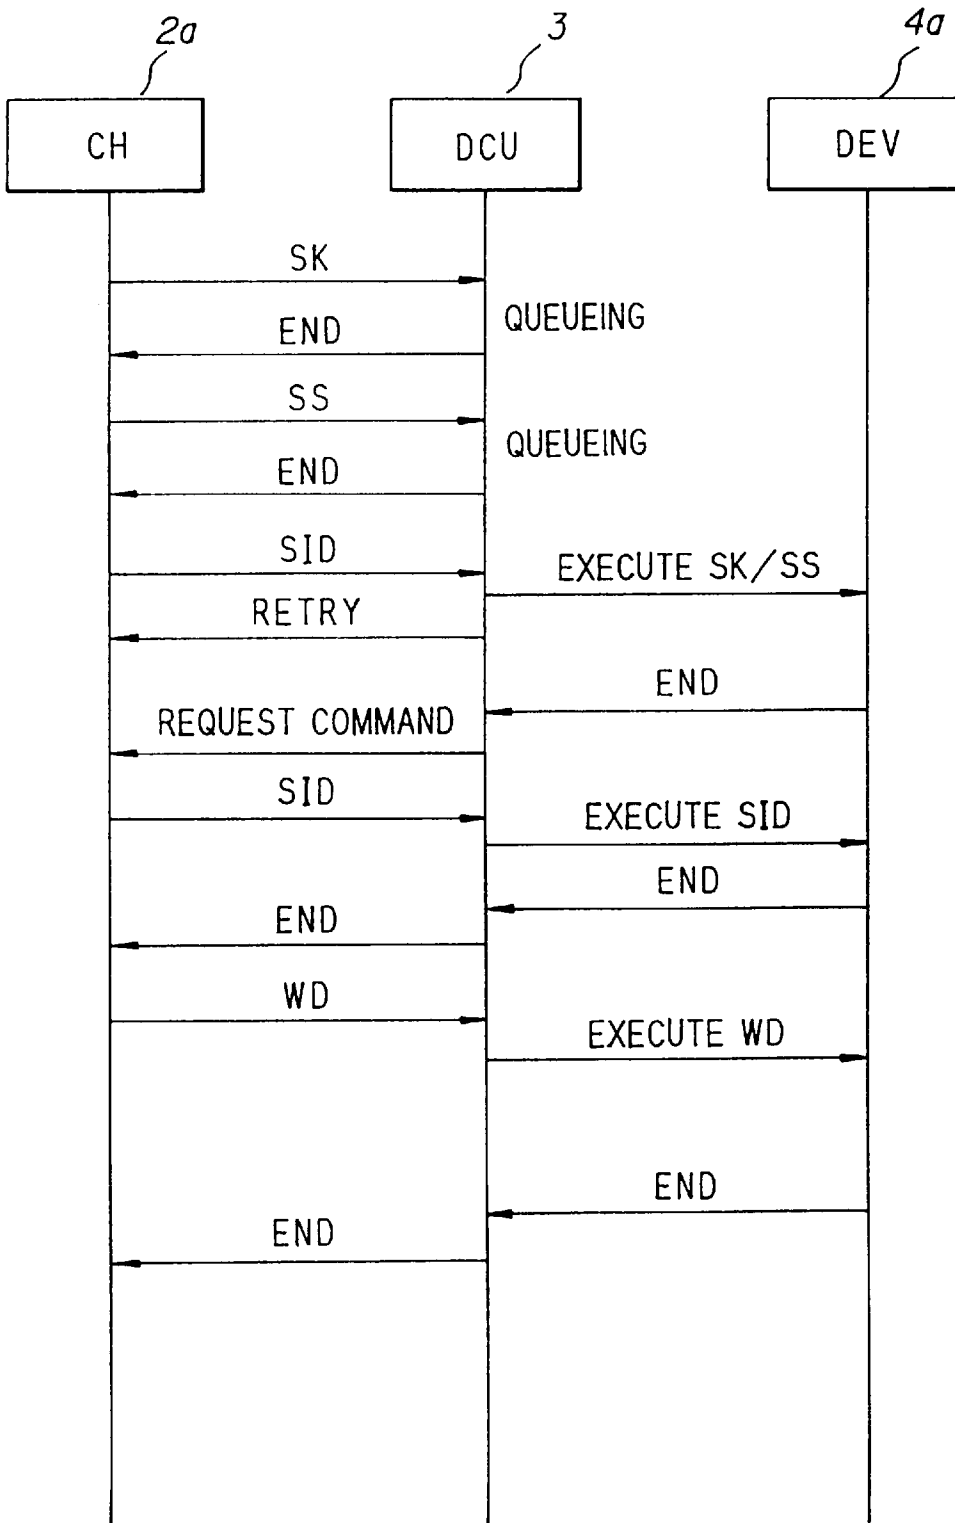 2a 3 4a
CH DCU DEV
SK
QUEUEING
END
SS
QUEUEING
END
SID
EXECUTE SK/SS
RETRY
END
REQUEST COMMAND
SID
EXECUTE SID
END
END
WD
EXECUTE WD
END
END